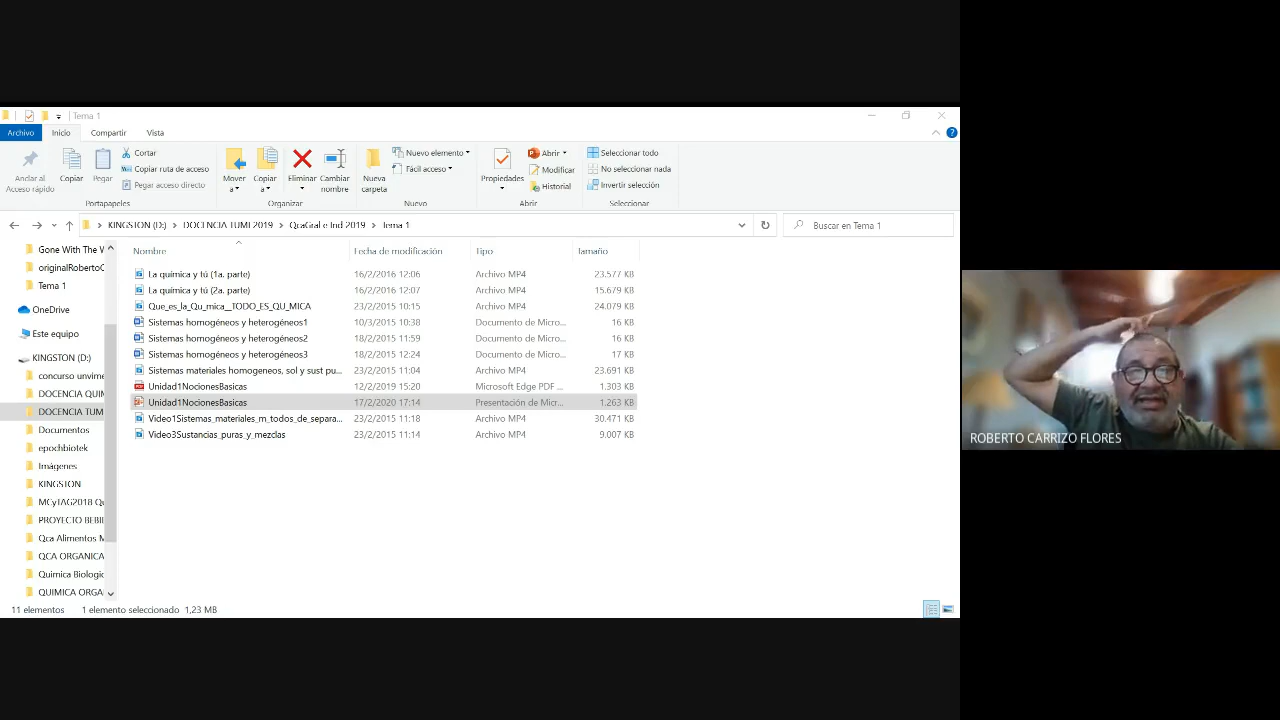 Tema 1
Archivo Inicio Compartir Vista
Anclar al Acceso rápido
Copiar
Pegar
Cortar
Copiar ruta de acceso
Pegar acceso directo
Portapapeles
Mover a
Copiar a
Eliminar
Cambiar nombre
Organizar
Nueva carpeta
Nuevo elemento
Fácil acceso
Nuevo
Propiedades
Abrir
Modificar
Historial
Abrir
Seleccionar todo
No seleccionar nada
Invertir selección
Seleccionar
KINGSTON (D:) DOCENCIA TUMI 2019 QcaGral e Ind 2019 Tema 1
Buscar en Tema 1
Gone With The W
originalRobertoC
Tema 1
OneDrive
Este equipo
KINGSTON (D:)
concurso unvime
DOCENCIA QUIM
DOCENCIA TUM
Documentos
epochbiotek
Imágenes
KINGSTON
MCyTAG2018 Qu
PROYECTO BEBI
Qca Alimentos M
QCA ORGANICA
Quimica Biologic
QUIMICA ORGA
Nombre Fecha de modificación Tipo Tamaño
La química y tú (1a. parte) 16/2/2016 12:06 Archivo MP4 23.577 KB
La química y tú (2a. parte) 16/2/2016 12:07 Archivo MP4 15.679 KB
Que_es_la_Qu_mica__TODO_ES_QU_MICA 23/2/2015 10:15 Archivo MP4 24.079 KB
Sistemas homogéneos y heterogéneos1 10/3/2015 10:38 Documento de Micro... 16 KB
Sistemas homogéneos y heterogéneos2 18/2/2015 11:59 Documento de Micro... 16 KB
Sistemas homogéneos y heterogéneos3 18/2/2015 12:24 Documento de Micro... 17 KB
Sistemas materiales homogeneos, sol y sust pu... 23/2/2015 11:04 Archivo MP4 23.691 KB
Unidad1NocionesBasicas 12/2/2019 15:20 Microsoft Edge PDF ... 1.303 KB
Unidad1NocionesBasicas 17/2/2020 17:14 Presentación de Micr... 1.263 KB
Video1Sistemas_materiales_m_todos_de_separa... 23/2/2015 11:18 Archivo MP4 30.471 KB
Video3Sustancias_puras_y_mezclas 23/2/2015 11:14 Archivo MP4 9.007 KB
11 elementos 1 elemento seleccionado 1,23 MB
ROBERTO CARRIZO FLORES